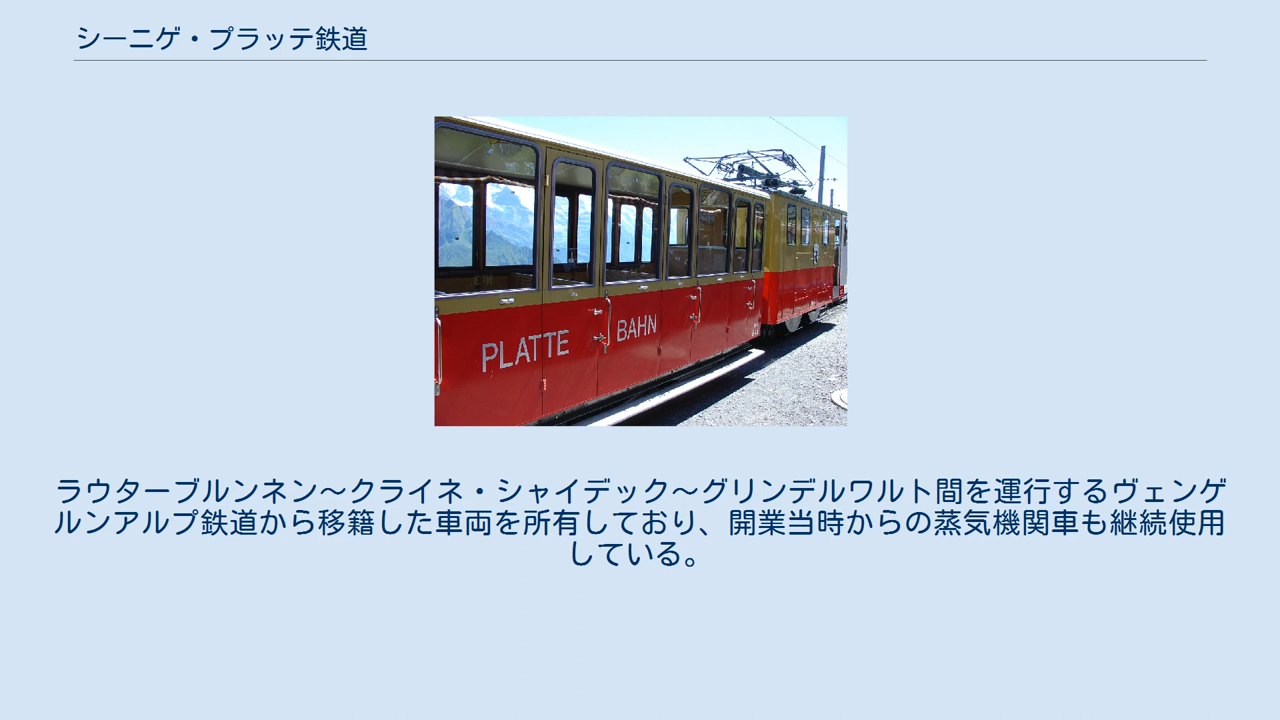 シーニゲ・プラッテ鉄道
PLATTE BAHN
ラウターブルンネン〜クライネ・シャイデック〜グリンデルワルト間を運行するヴェンゲ
ルンアルプ鉄道から移籍した車両を所有しており、開業当時からの蒸気機関車も継続使用
している。